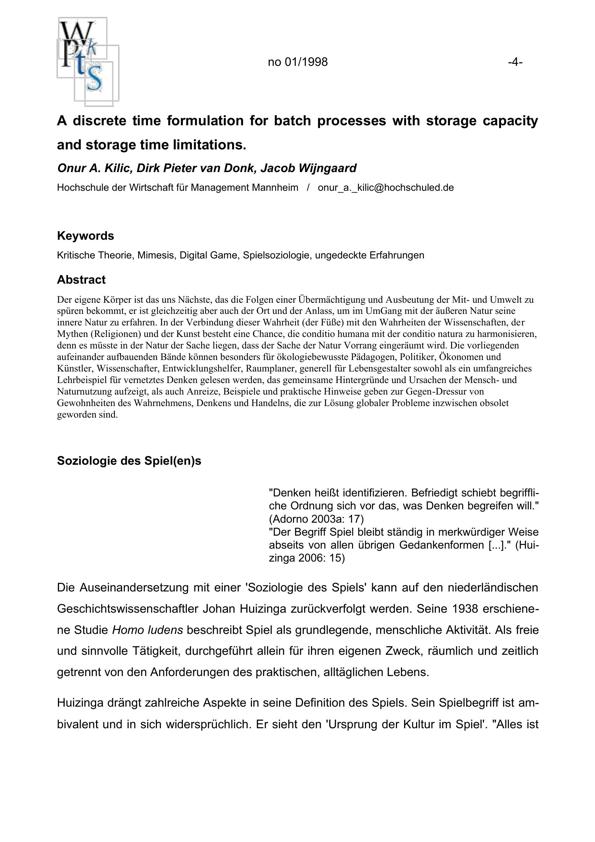 W
P k
t s
S
no 01/1998 -4-
A discrete time formulation for batch processes with storage capacity
and storage time limitations.
Onur A. Kilic, Dirk Pieter van Donk, Jacob Wijngaard
Hochschule der Wirtschaft für Management Mannheim / onur_a._kilic@hochschuled.de
Keywords
Kritische Theorie, Mimesis, Digital Game, Spielsoziologie, ungedeckte Erfahrungen
Abstract
Der eigene Körper ist das uns Nächste, das die Folgen einer Übermächtigung und Ausbeutung der Mit- und Umwelt zu
spüren bekommt, er ist gleichzeitig aber auch der Ort und der Anlass, um im UmGang mit der äußeren Natur seine
innere Natur zu erfahren. In der Verbindung dieser Wahrheit (der Füße) mit den Wahrheiten der Wissenschaften, der
Mythen (Religionen) und der Kunst besteht eine Chance, die conditio humana mit der conditio natura zu harmonisieren,
denn es müsste in der Natur der Sache liegen, dass der Sache der Natur Vorrang eingeräumt wird. Die vorliegenden
aufeinander aufbauenden Bände können besonders für ökologiebewusste Pädagogen, Politiker, Ökonomen und
Künstler, Wissenschafter, Entwicklungshelfer, Raumplaner, generell für Lebensgestalter sowohl als ein umfangreiches
Lehrbeispiel für vernetztes Denken gelesen werden, das gemeinsame Hintergründe und Ursachen der Mensch- und
Naturnutzung aufzeigt, als auch Anreize, Beispiele und praktische Hinweise geben zur Gegen-Dressur von
Gewohnheiten des Wahrnehmens, Denkens und Handelns, die zur Lösung globaler Probleme inzwischen obsolet
geworden sind.
Soziologie des Spiel(en)s
"Denken heißt identifizieren. Befriedigt schiebt begriffli-
che Ordnung sich vor das, was Denken begreifen will."
(Adorno 2003a: 17)
"Der Begriff Spiel bleibt ständig in merkwürdiger Weise
abseits von allen übrigen Gedankenformen [...]." (Hui-
zinga 2006: 15)
Die Auseinandersetzung mit einer 'Soziologie des Spiels' kann auf den niederländischen
Geschichtswissenschaftler Johan Huizinga zurückverfolgt werden. Seine 1938 erschiene-
ne Studie Homo ludens beschreibt Spiel als grundlegende, menschliche Aktivität. Als freie
und sinnvolle Tätigkeit, durchgeführt allein für ihren eigenen Zweck, räumlich und zeitlich
getrennt von den Anforderungen des praktischen, alltäglichen Lebens.
Huizinga drängt zahlreiche Aspekte in seine Definition des Spiels. Sein Spielbegriff ist am-
bivalent und in sich widersprüchlich. Er sieht den 'Ursprung der Kultur im Spiel'. "Alles ist